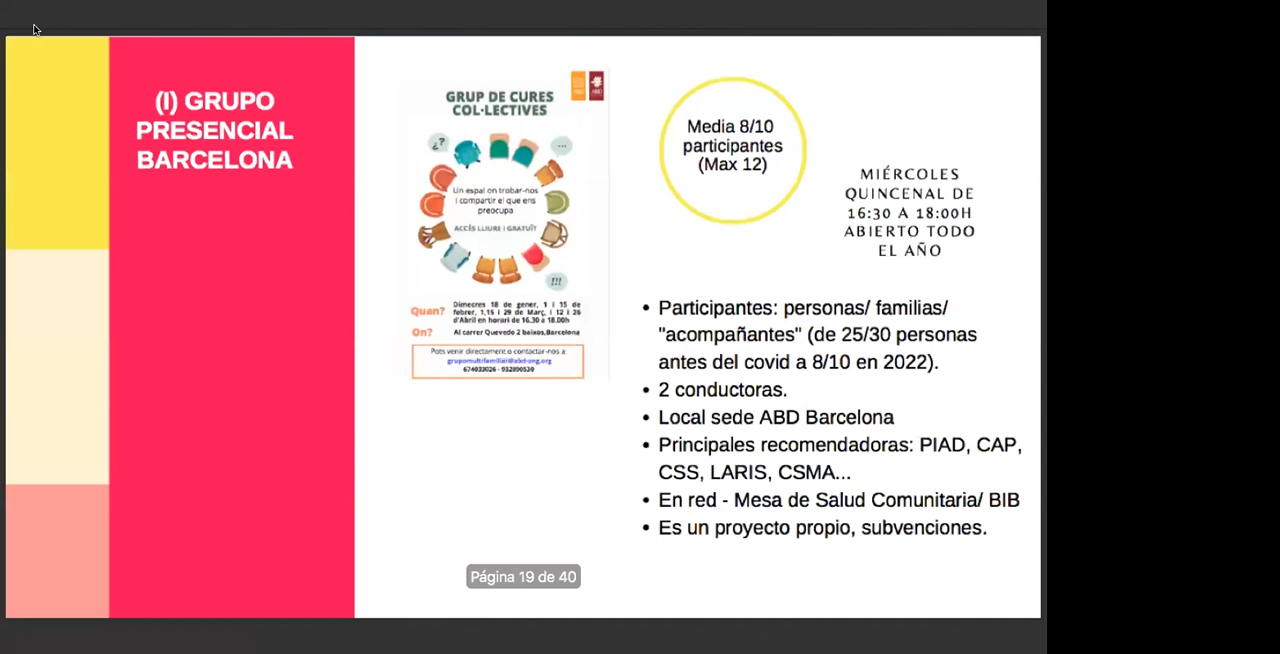 (I) GRUPO
PRESENCIAL
BARCELONA
GRUP DE CURES
COL·LECTIVES
¿?
...
Un espai on trobar-nos
i compartir el que ens
preocupa
ACCÉS LLIURE I GRATUÏT
!!!
Quan?
Dimecres 18 de gener, 1 i 15 de
febrer, 1,15 i 29 de Març, i 12 i 26
d'Abril en horari de 16.30 a 18.00h
On?
Al carrer Quevedo 2 baixos,Barcelona
Pots venir directament o contactar-nos a:
grupomultifamiliar@abd-ong.org
674033026 - 932890530
Media 8/10
participantes
(Max 12)
MIÉRCOLES
QUINCENAL DE
16:30 A 18:00H
ABIERTO TODO
EL AÑO
• Participantes: personas/ familias/
"acompañantes" (de 25/30 personas
antes del covid a 8/10 en 2022).
• 2 conductoras.
• Local sede ABD Barcelona
• Principales recomendadoras: PIAD, CAP,
CSS, LARIS, CSMA...
• En red - Mesa de Salud Comunitaria/ BIB
• Es un proyecto propio, subvenciones.
Página 19 de 40